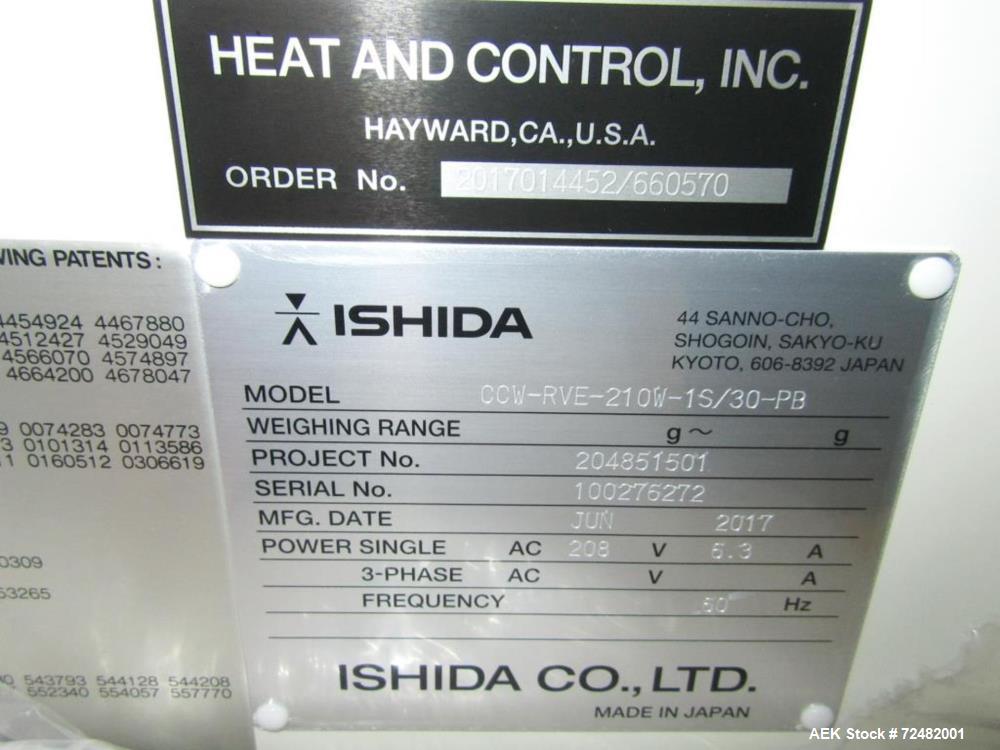 HEAT AND CONTROL, INC.
HAYWARD,CA.,U.S.A.
ORDER No. 2017014452/660570
WING PATENTS:
4454924 4467880
4512427 4529049
4566070 4574897
4664200 4678047
0074283 0074773
0101314 0113586
0160512 0306619
0309
53265
543793 544128 544208
552340 554057 557770
ISHIDA
44 SANNO-CHO,
SHOGOIN, SAKYO-KU
KYOTO, 606-8392 JAPAN
MODEL CCW-RVE-210W-1S/30-PB
WEIGHING RANGE g~ g
PROJECT No. 204851501
SERIAL No. 100276272
MFG. DATE JUN 2017
POWER SINGLE AC 208 V 6.3 A
3-PHASE AC V A
FREQUENCY 60 Hz
ISHIDA CO., LTD.
MADE IN JAPAN
AEK Stock # 72482001